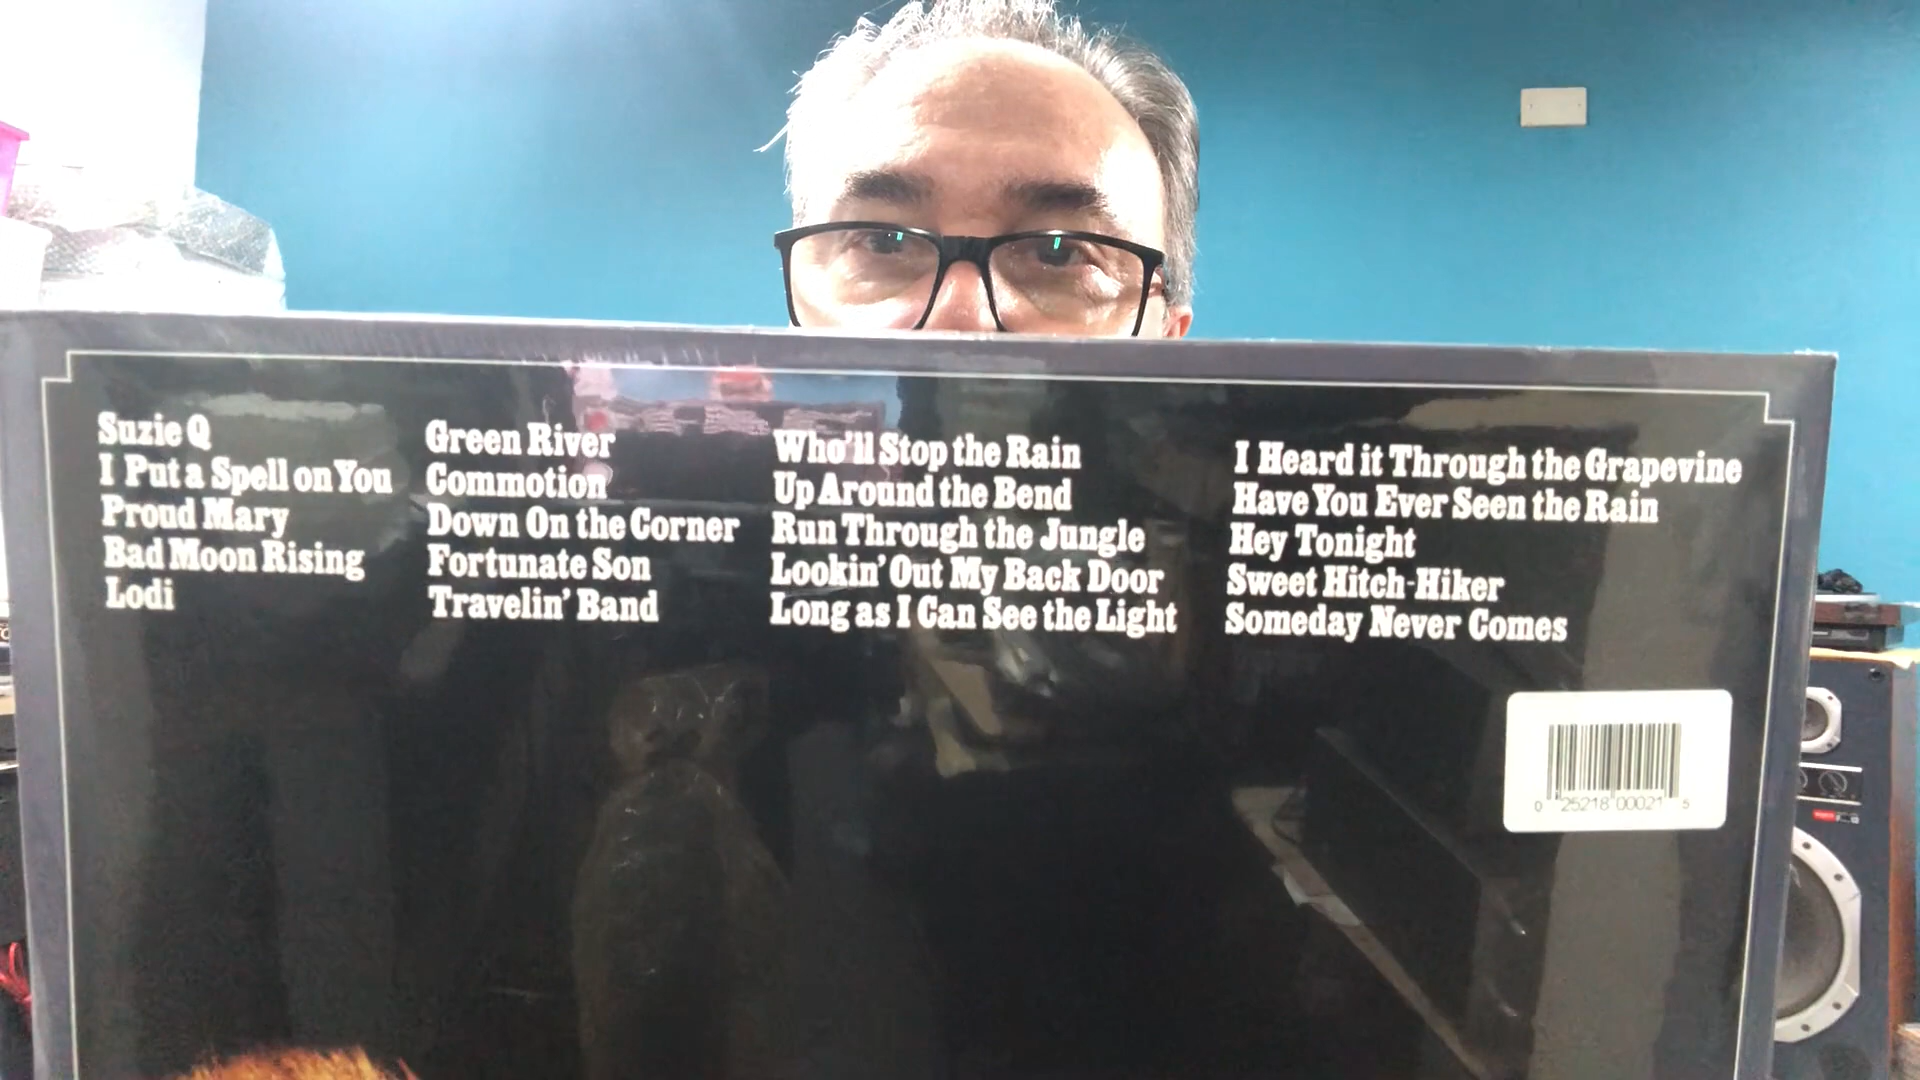 Suzie Q
I Put a Spell on You
Proud Mary
Bad Moon Rising
Lodi
Green River
Commotion
Down On the Corner
Fortunate Son
Travelin' Band
Who'll Stop the Rain
Up Around the Bend
Run Through the Jungle
Lookin' Out My Back Door
Long as I Can See the Light
I Heard it Through the Grapevine
Have You Ever Seen the Rain
Hey Tonight
Sweet Hitch-Hiker
Someday Never Comes
0 25218 00021 5